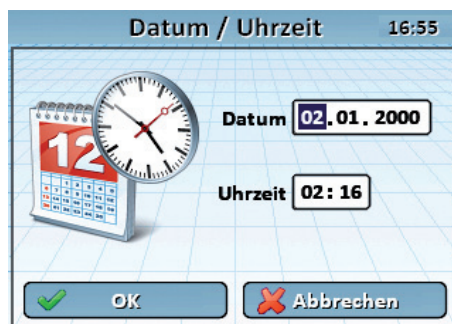 Datum / Uhrzeit 16:55
12
Datum 02.01.2000
Uhrzeit 02:16
OK
Abbrechen